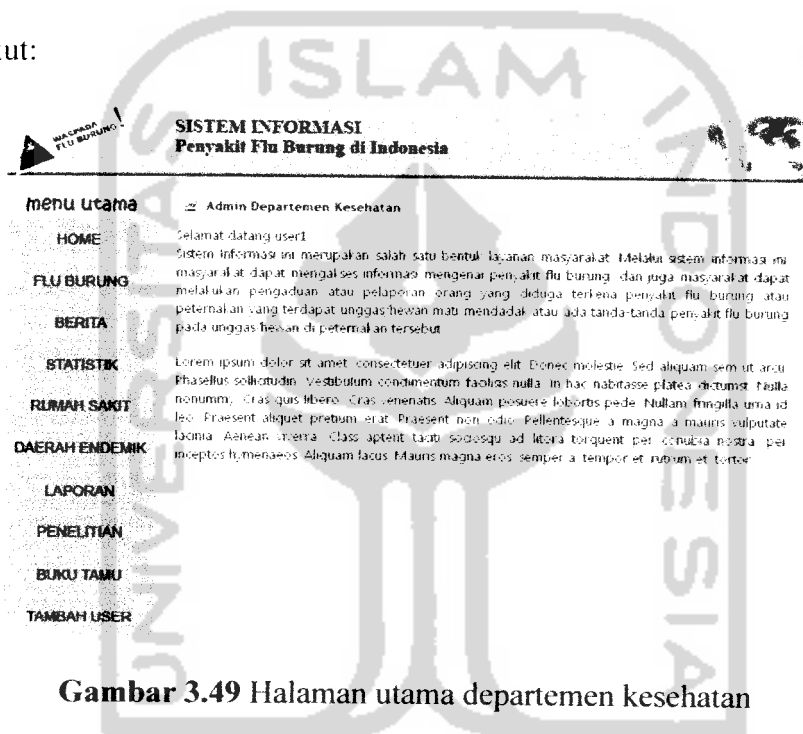 kut:
ISLAM
UNIVERSITAS
INDONESIA
WASPADA
FLU BURUNG!
SISTEM INFORMASI
Penyakit Flu Burung di Indonesia
menu utama
HOME
FLU BURUNG
BERITA
STATISTIK
RUMAH SAKIT
DAERAH ENDEMIK
LAPORAN
PENELITIAN
BUKU TAMU
TAMBAH USER
Admin Departemen Kesehatan
Selamat datang user1
Sistem informasi ini merupakan salah satu bentuk layanan masyarakat. Melalui sistem informasi ini
masyarakat dapat mengakses informasi mengenai penyakit flu burung, dan juga masyarakat dapat
melakukan pengaduan atau pelaporan orang yang diduga terkena penyakit flu burung atau
peternakan yang terdapat unggas/hewan mati mendadak atau ada tanda-tanda penyakit flu burung
pada unggas/hewan di peternakan tersebut
Lorem ipsum dolor sit amet, consectetuer adipiscing elit. Donec molestie. Sed aliquam sem ut arcu.
Phasellus sollicitudin. Vestibulum condimentum facilisis nulla. In hac habitasse platea dictumst. Nulla
nonummy. Cras quis libero. Cras venenatis. Aliquam posuere lobortis pede. Nullam fringilla urna id
leo. Praesent aliquet pretium erat. Praesent non odio. Pellentesque a magna a mauris vulputate
lacinia. Aenean viverra. Class aptent taciti sociosqu ad litora torquent per conubia nostra, per
inceptos hymenaeos. Aliquam lacus. Mauris magna eros, semper a, tempor et, rutrum et, tortor.
Gambar 3.49 Halaman utama departemen kesehatan